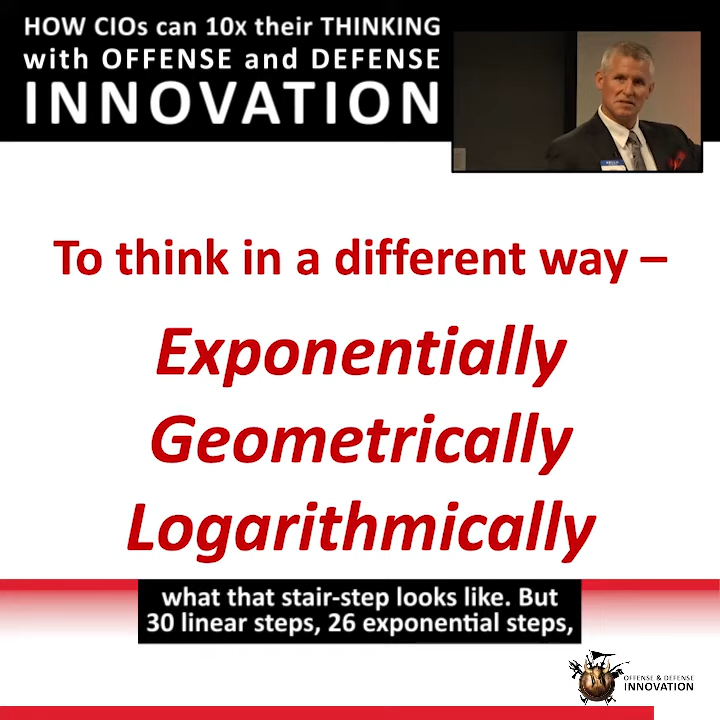 HOW CIOs can 10x their THINKING
with OFFENSE and DEFENSE
INNOVATION
To think in a different way –
Exponentially
Geometrically
Logarithmically
what that stair-step looks like. But
30 linear steps, 26 exponential steps,
OFFENSE & DEFENSE
INNOVATION